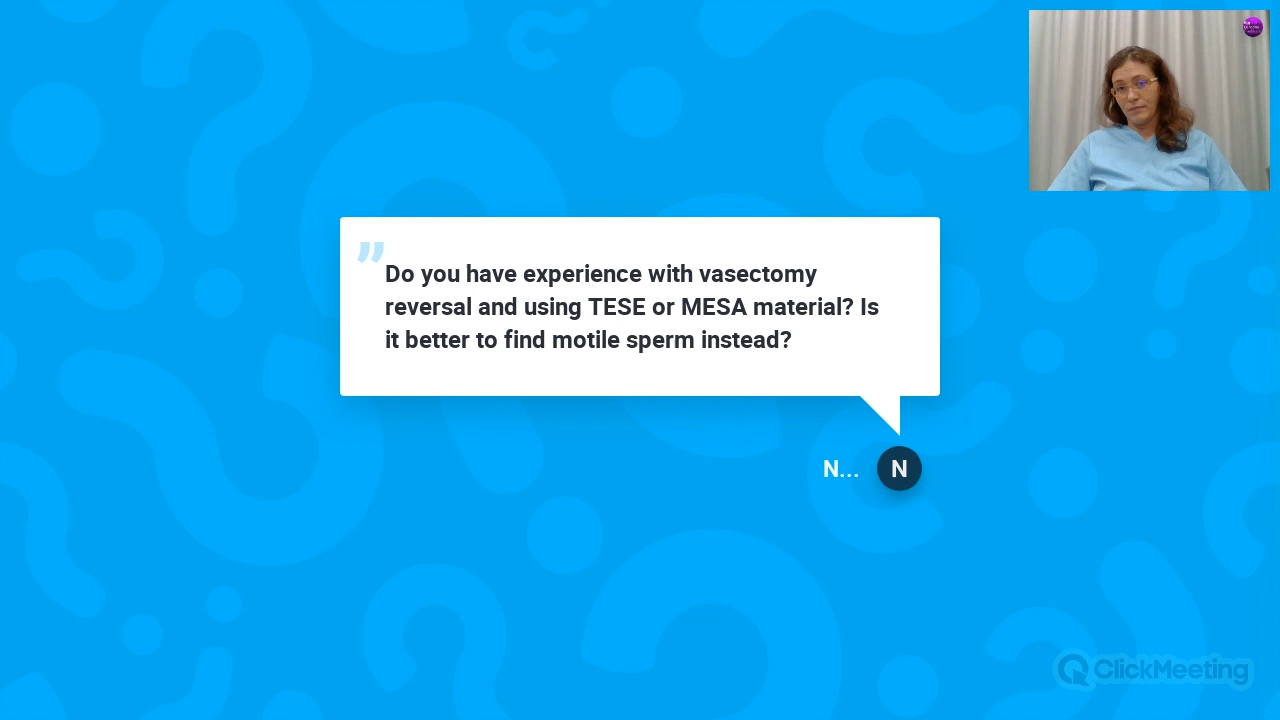 Do you have experience with vasectomy
reversal and using TESE or MESA material? Is
it better to find motile sperm instead?
N...
N
ClickMeeting